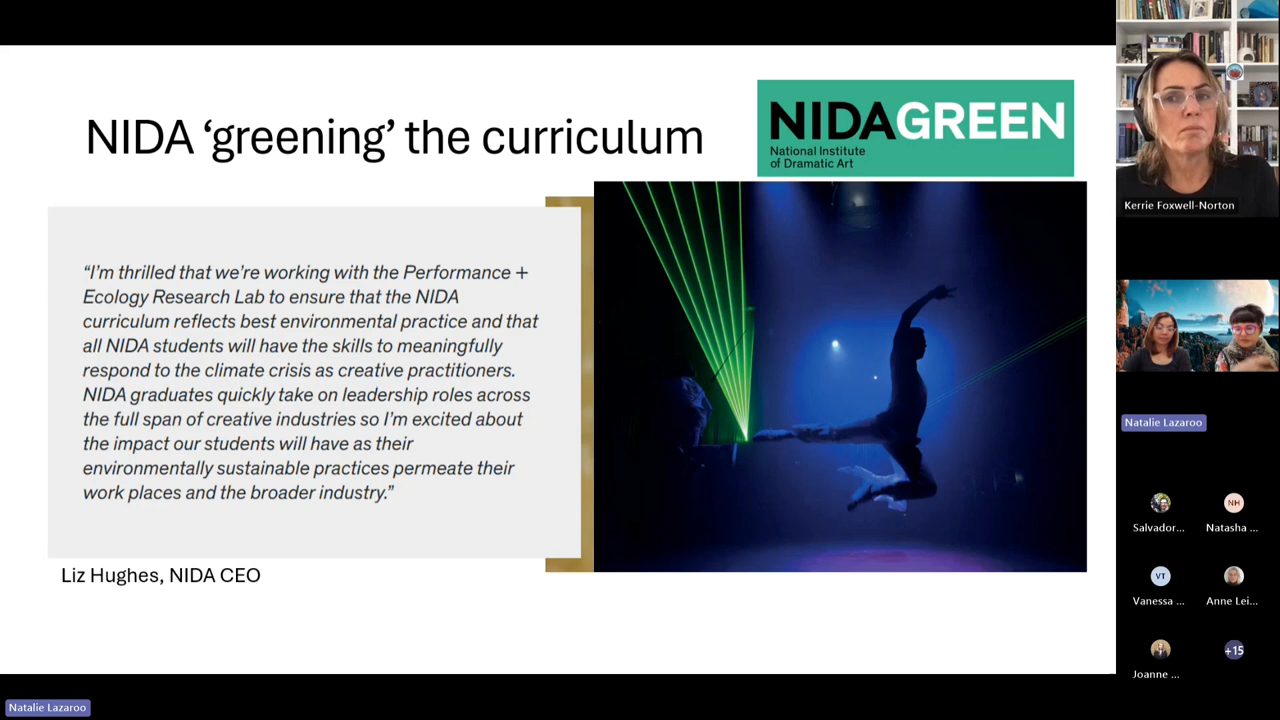 NIDA ‘greening’ the curriculum
NIDAGREEN
National Institute
of Dramatic Art
“I’m thrilled that we’re working with the Performance +
Ecology Research Lab to ensure that the NIDA
curriculum reflects best environmental practice and that
all NIDA students will have the skills to meaningfully
respond to the climate crisis as creative practitioners.
NIDA graduates quickly take on leadership roles across
the full span of creative industries so I’m excited about
the impact our students will have as their
environmentally sustainable practices permeate their
work places and the broader industry.”
Liz Hughes, NIDA CEO
Kerrie Foxwell-Norton
Natalie Lazaroo
NH
Salvador...
Natasha ...
VT
Vanessa ...
Anne Lei...
Joanne ...
+15
Natalie Lazaroo